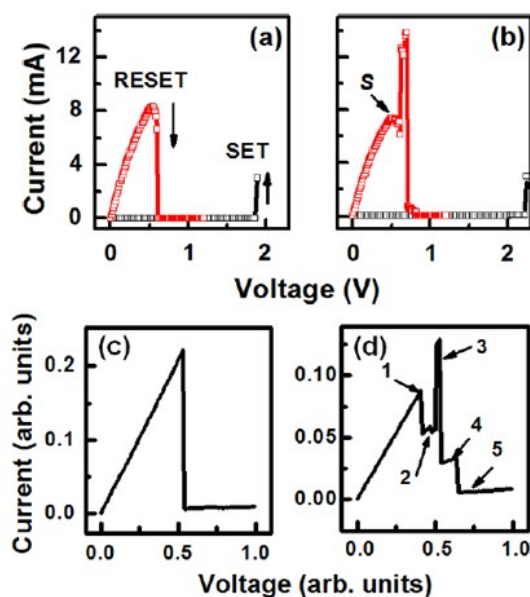 (a)
(b)
Current (mA)
12
8
4
0
RESET
SET
S
0
1
2
0
1
2
Voltage (V)
(c)
(d)
Current (arb. units)
0.2
0.1
0.0
0.10
0.05
0.00
1
2
3
4
5
0.0
0.5
1.0
0.0
0.5
1.0
Voltage (arb. units)